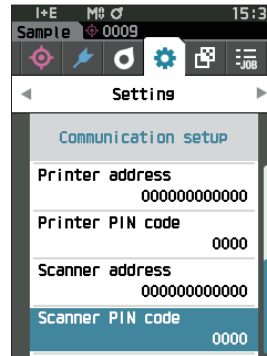 I+E M0 15:3
Sample 0009
-JOB
Setting
Communication setup
Printer address
000000000000
Printer PIN code
0000
Scanner address
000000000000
Scanner PIN code
0000